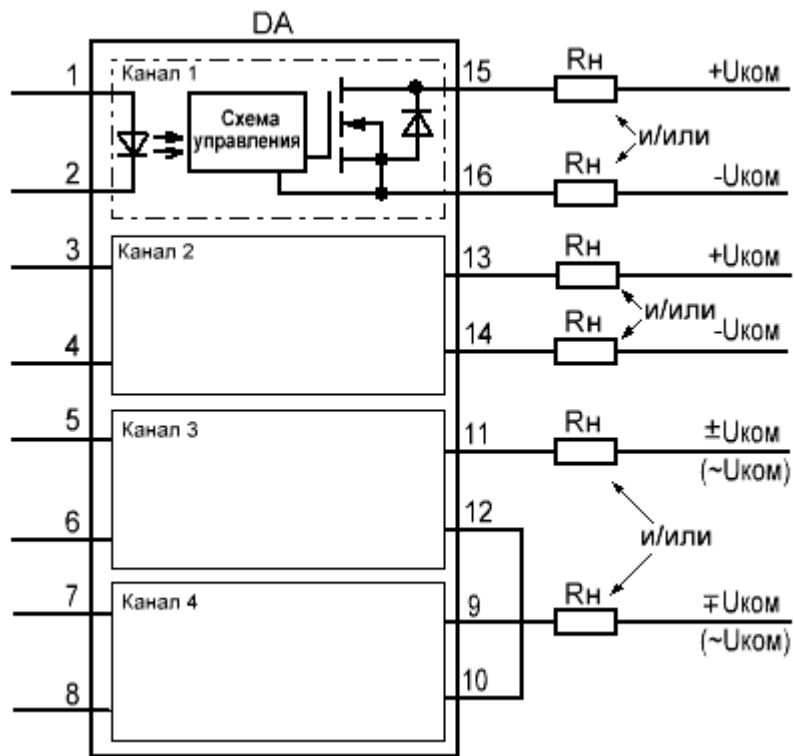 DA
1
Канал 1
15
Rн
+Uком
Схема
управления
и/или
2
16
Rн
-Uком
3
Канал 2
13
Rн
+Uком
и/или
4
14
Rн
-Uком
5
Канал 3
11
Rн
±Uком
(~Uком)
6
12
и/или
7
Канал 4
9
Rн
∓Uком
(~Uком)
8
10